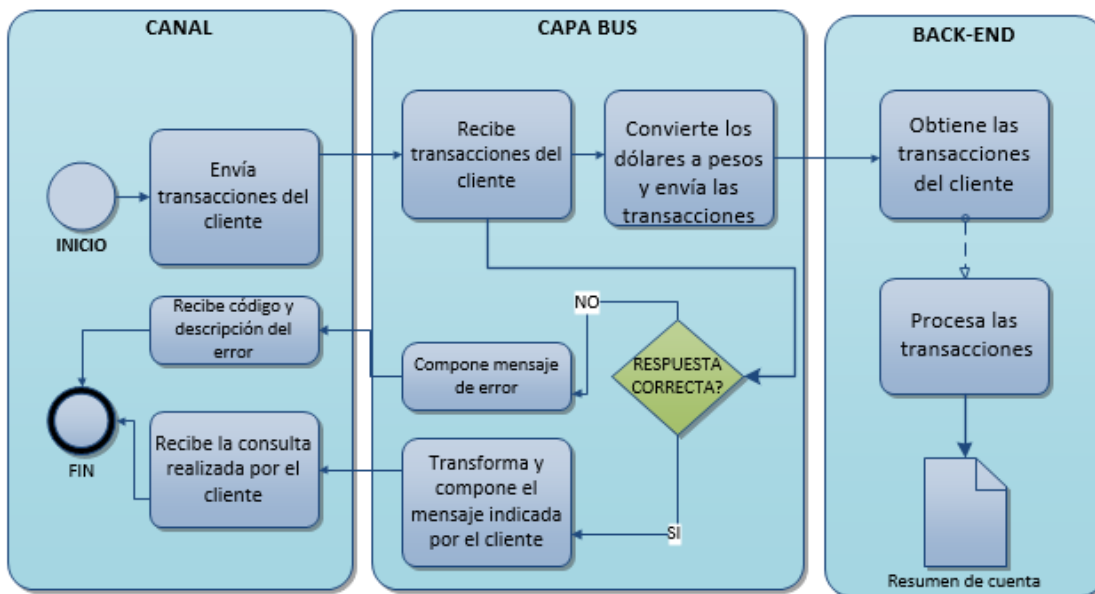 CANAL
INICIO
Envía
transacciones del
cliente
Recibe código y
descripción del
error
FIN
Recibe la consulta
realizada por el
cliente
CAPA BUS
Recibe
transacciones del
cliente
Convierte los
dólares a pesos
y envía las
transacciones
NO
Compone mensaje
de error
RESPUESTA
CORRECTA?
Transforma y
compone el
mensaje indicada
por el cliente
SI
BACK-END
Obtiene las
transacciones
del cliente
Procesa las
transacciones
Resumen de cuenta